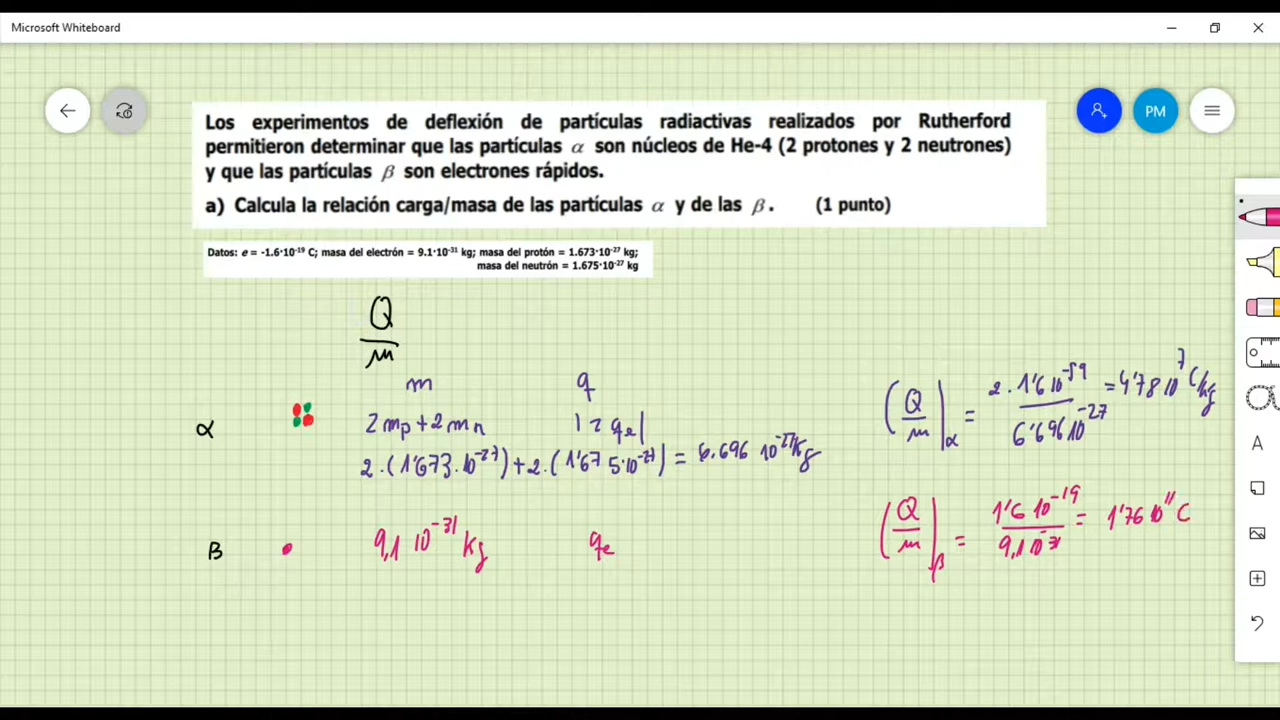 Microsoft Whiteboard
PM
Los experimentos de deflexión de partículas radiactivas realizados por Rutherford
permitieron determinar que las partículas α son núcleos de He-4 (2 protones y 2 neutrones)
y que las partículas β son electrones rápidos.
a) Calcula la relación carga/masa de las partículas α y de las β. (1 punto)
Datos: e = -1.6·10⁻¹⁹ C; masa del electrón = 9.1·10⁻³¹ kg; masa del protón = 1.673·10⁻²⁷ kg;
masa del neutrón = 1.675·10⁻²⁷ kg
Q/m
m q
α 2mp+2mn |2qe|
2·(1'673·10⁻²⁷)+2·(1'675·10⁻²⁷) = 6.696 10⁻²⁷kg
(Q/m)α = 2·1'6 10⁻¹⁹/6'696 10⁻²⁷ = 4'78 10⁷ C/kg
β 9,1 10⁻³¹ kg qe
(Q/m)β = 1'6 10⁻¹⁹/9,1 10⁻³¹ = 1'76 10¹¹ C
A